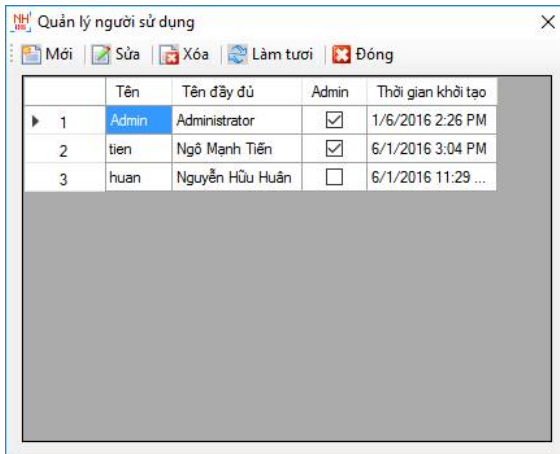 NH Quản lý người sử dụng
Mới Sửa Xóa Làm tươi Đóng
Tên Tên đầy đủ Admin Thời gian khởi tạo
1 Admin Administrator 1/6/2016 2:26 PM
2 tien Ngô Mạnh Tiến 6/1/2016 3:04 PM
3 huan Nguyễn Hữu Huân 6/1/2016 11:29 ...